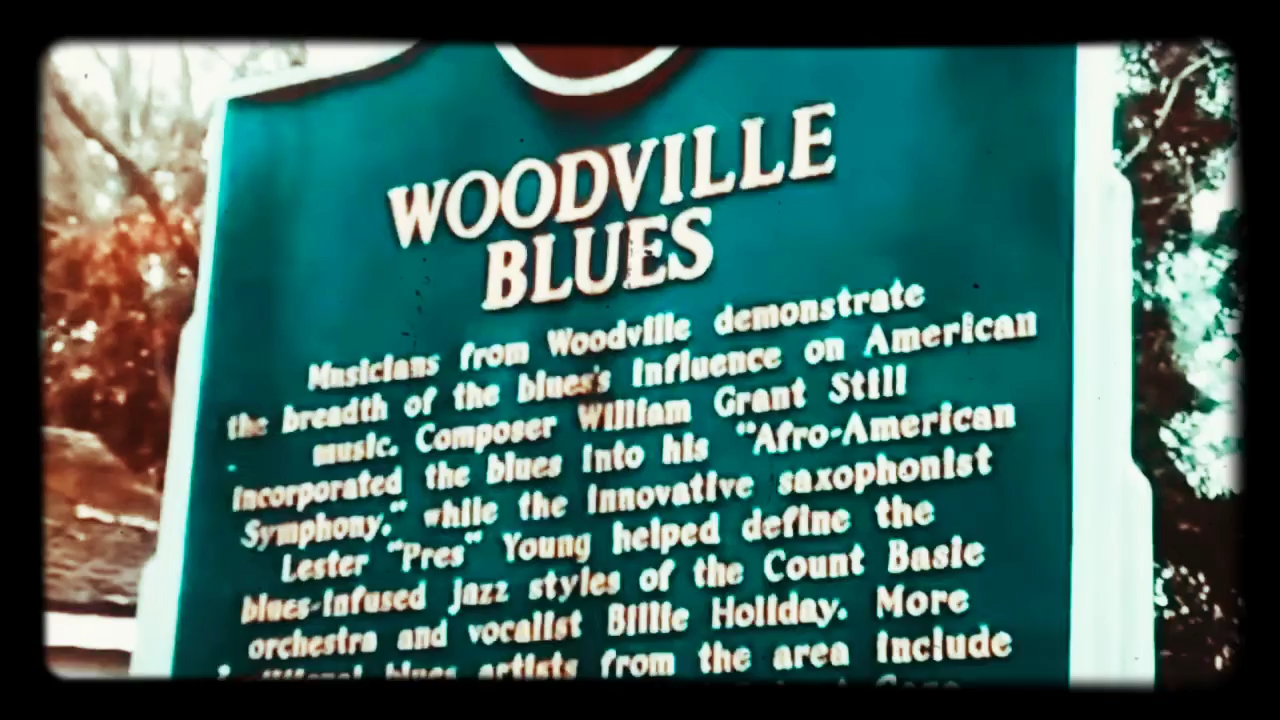 WOODVILLE
BLUES
Musicians from Woodville demonstrate
the breadth of the blues's influence on American
music. Composer William Grant Still
incorporated the blues into his "Afro-American
Symphony," while the innovative saxophonist
Lester "Pres" Young helped define the
blues-infused jazz styles of the Count Basie
orchestra and vocalist Billie Holiday. More
blues artists from the area include